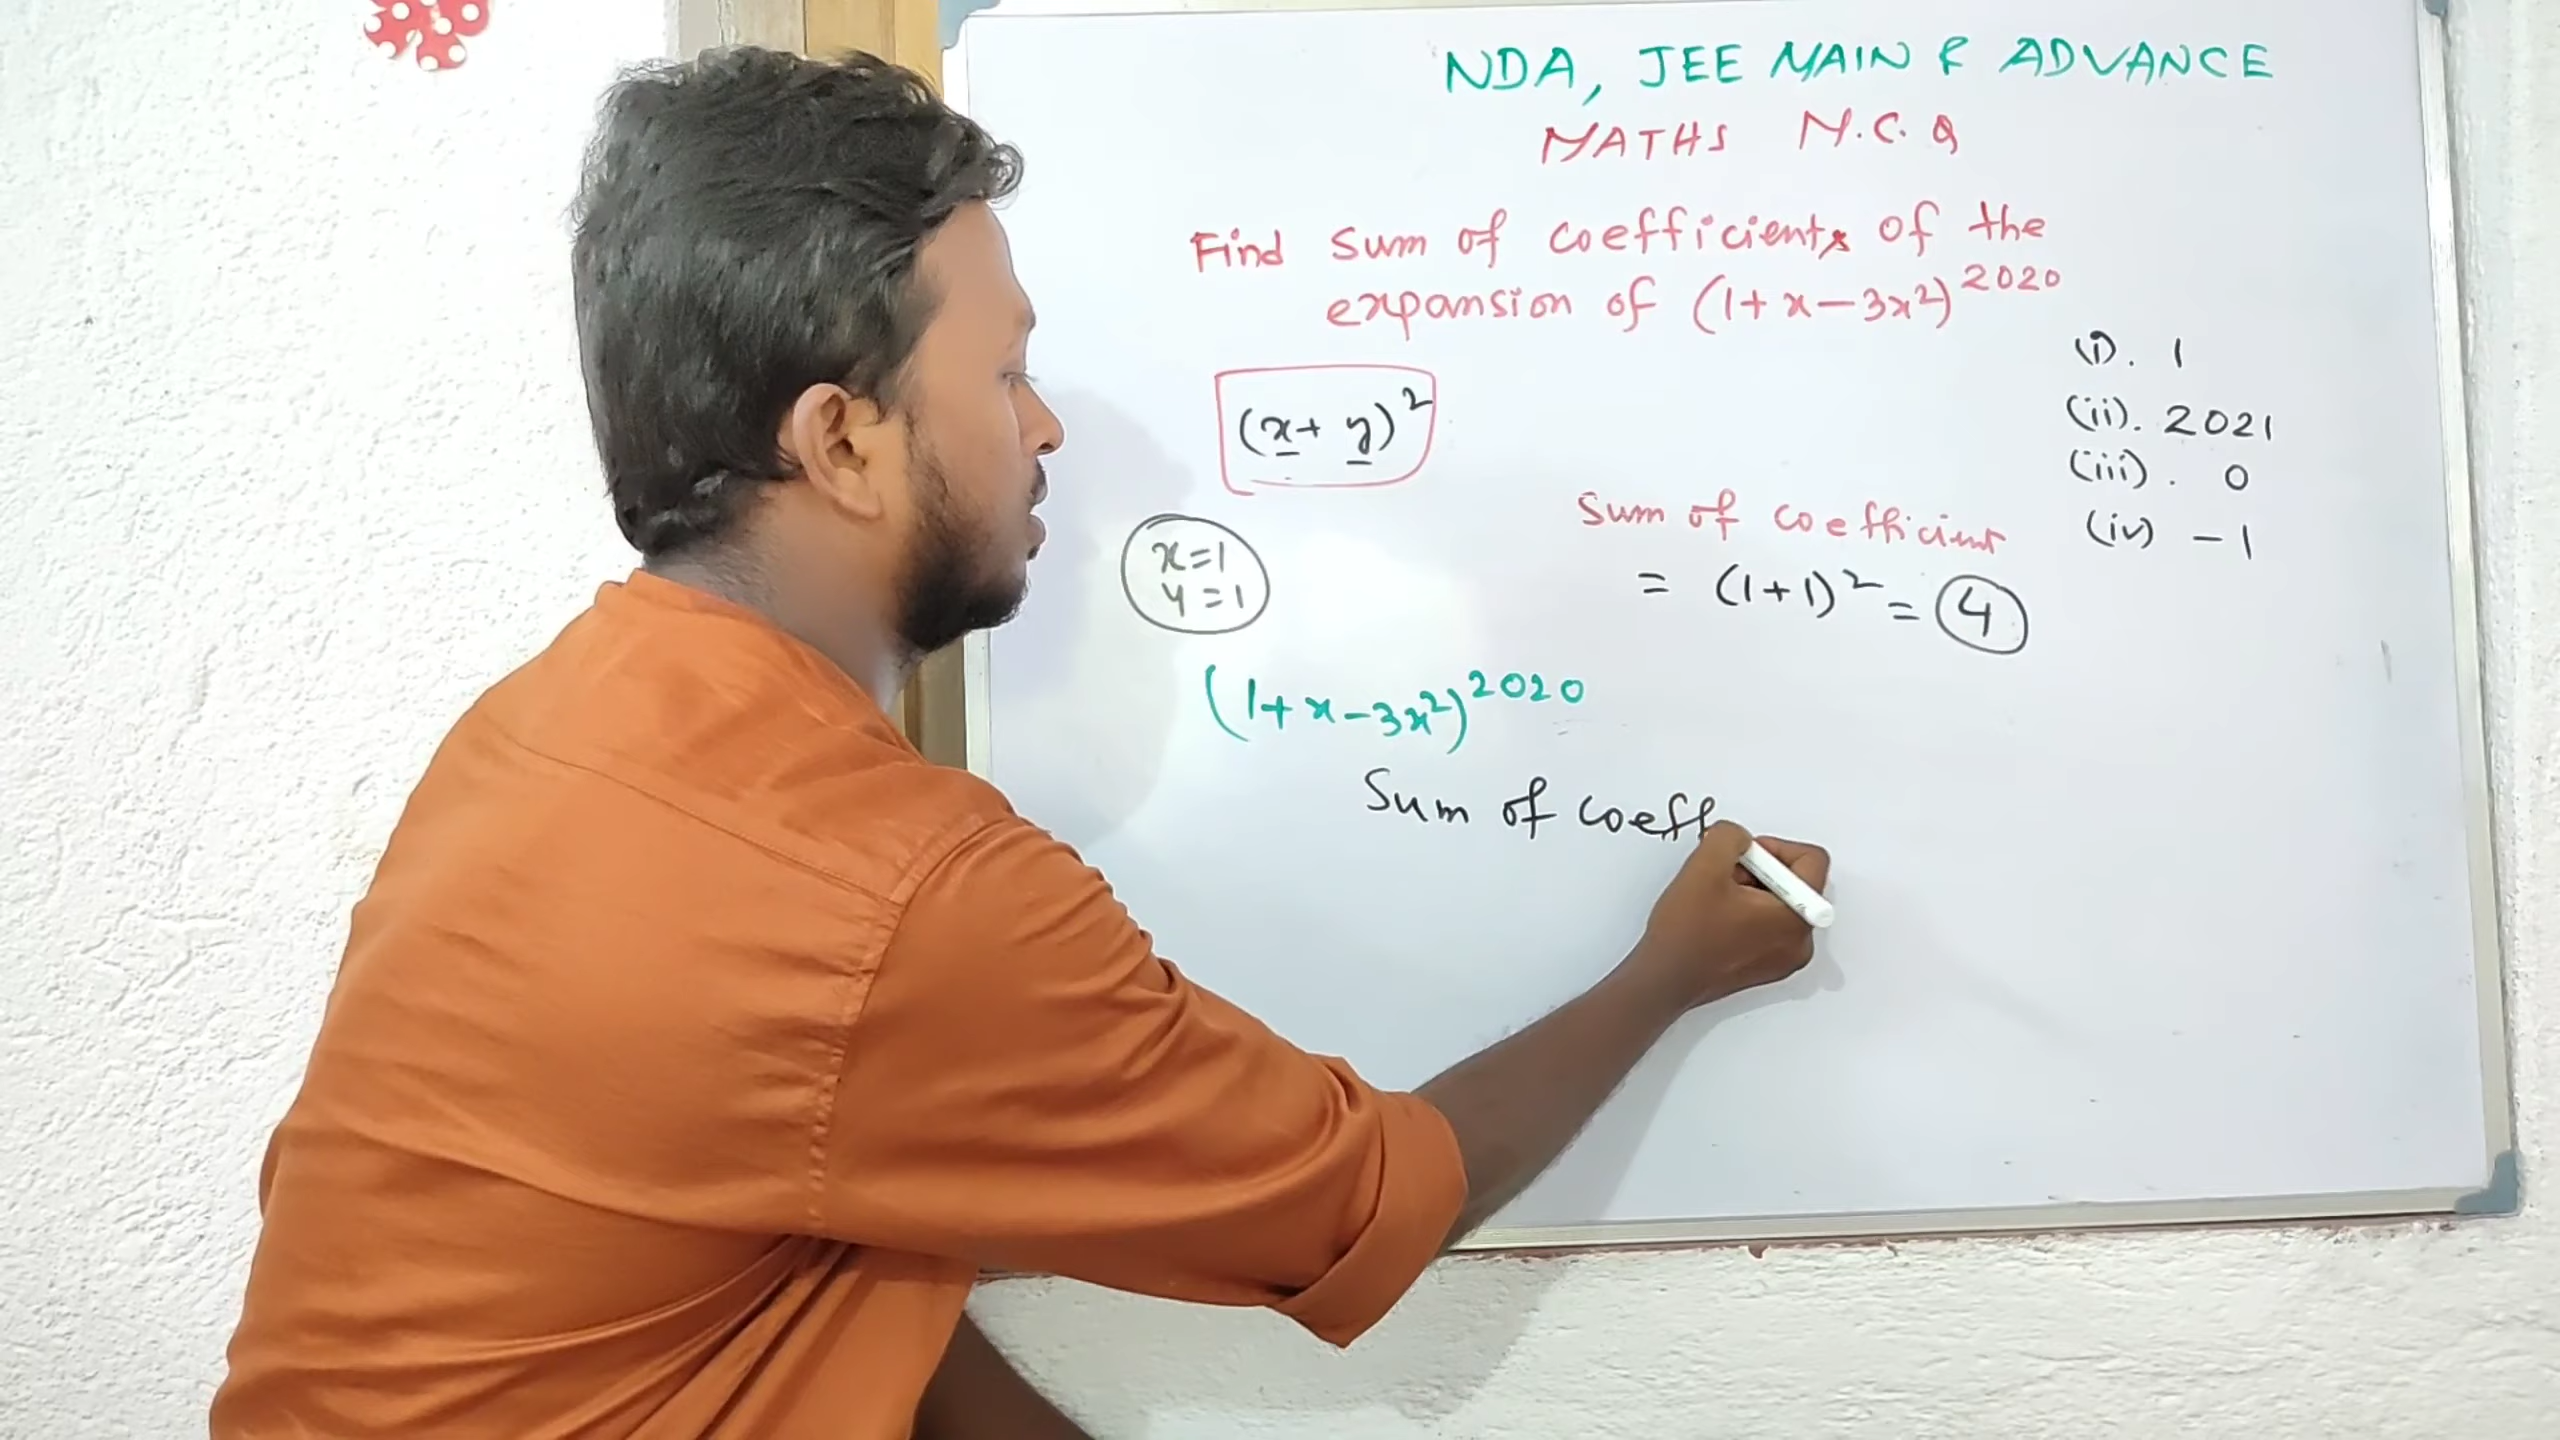 NDA, JEE MAIN & ADVANCE
MATHS M.C.Q
Find sum of coefficients of the
expansion of (1+x-3x²)²⁰²⁰
(i). 1
(ii). 2021
(iii). 0
(iv) -1
(x+y)²
x=1
y=1
Sum of coefficient
= (1+1)² = 4
(1+x-3x²)²⁰²⁰
Sum of coeff